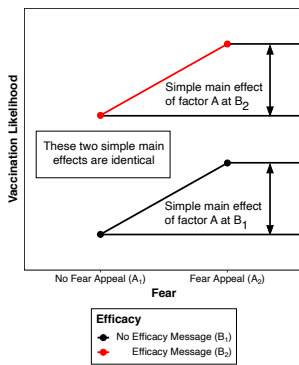 Vaccination Likelihood
Simple main effect
of factor A at B2
These two simple main
effects are identical
Simple main effect
of factor A at B1
No Fear Appeal (A1)
Fear Appeal (A2)
Fear
Efficacy
No Efficacy Message (B1)
Efficacy Message (B2)